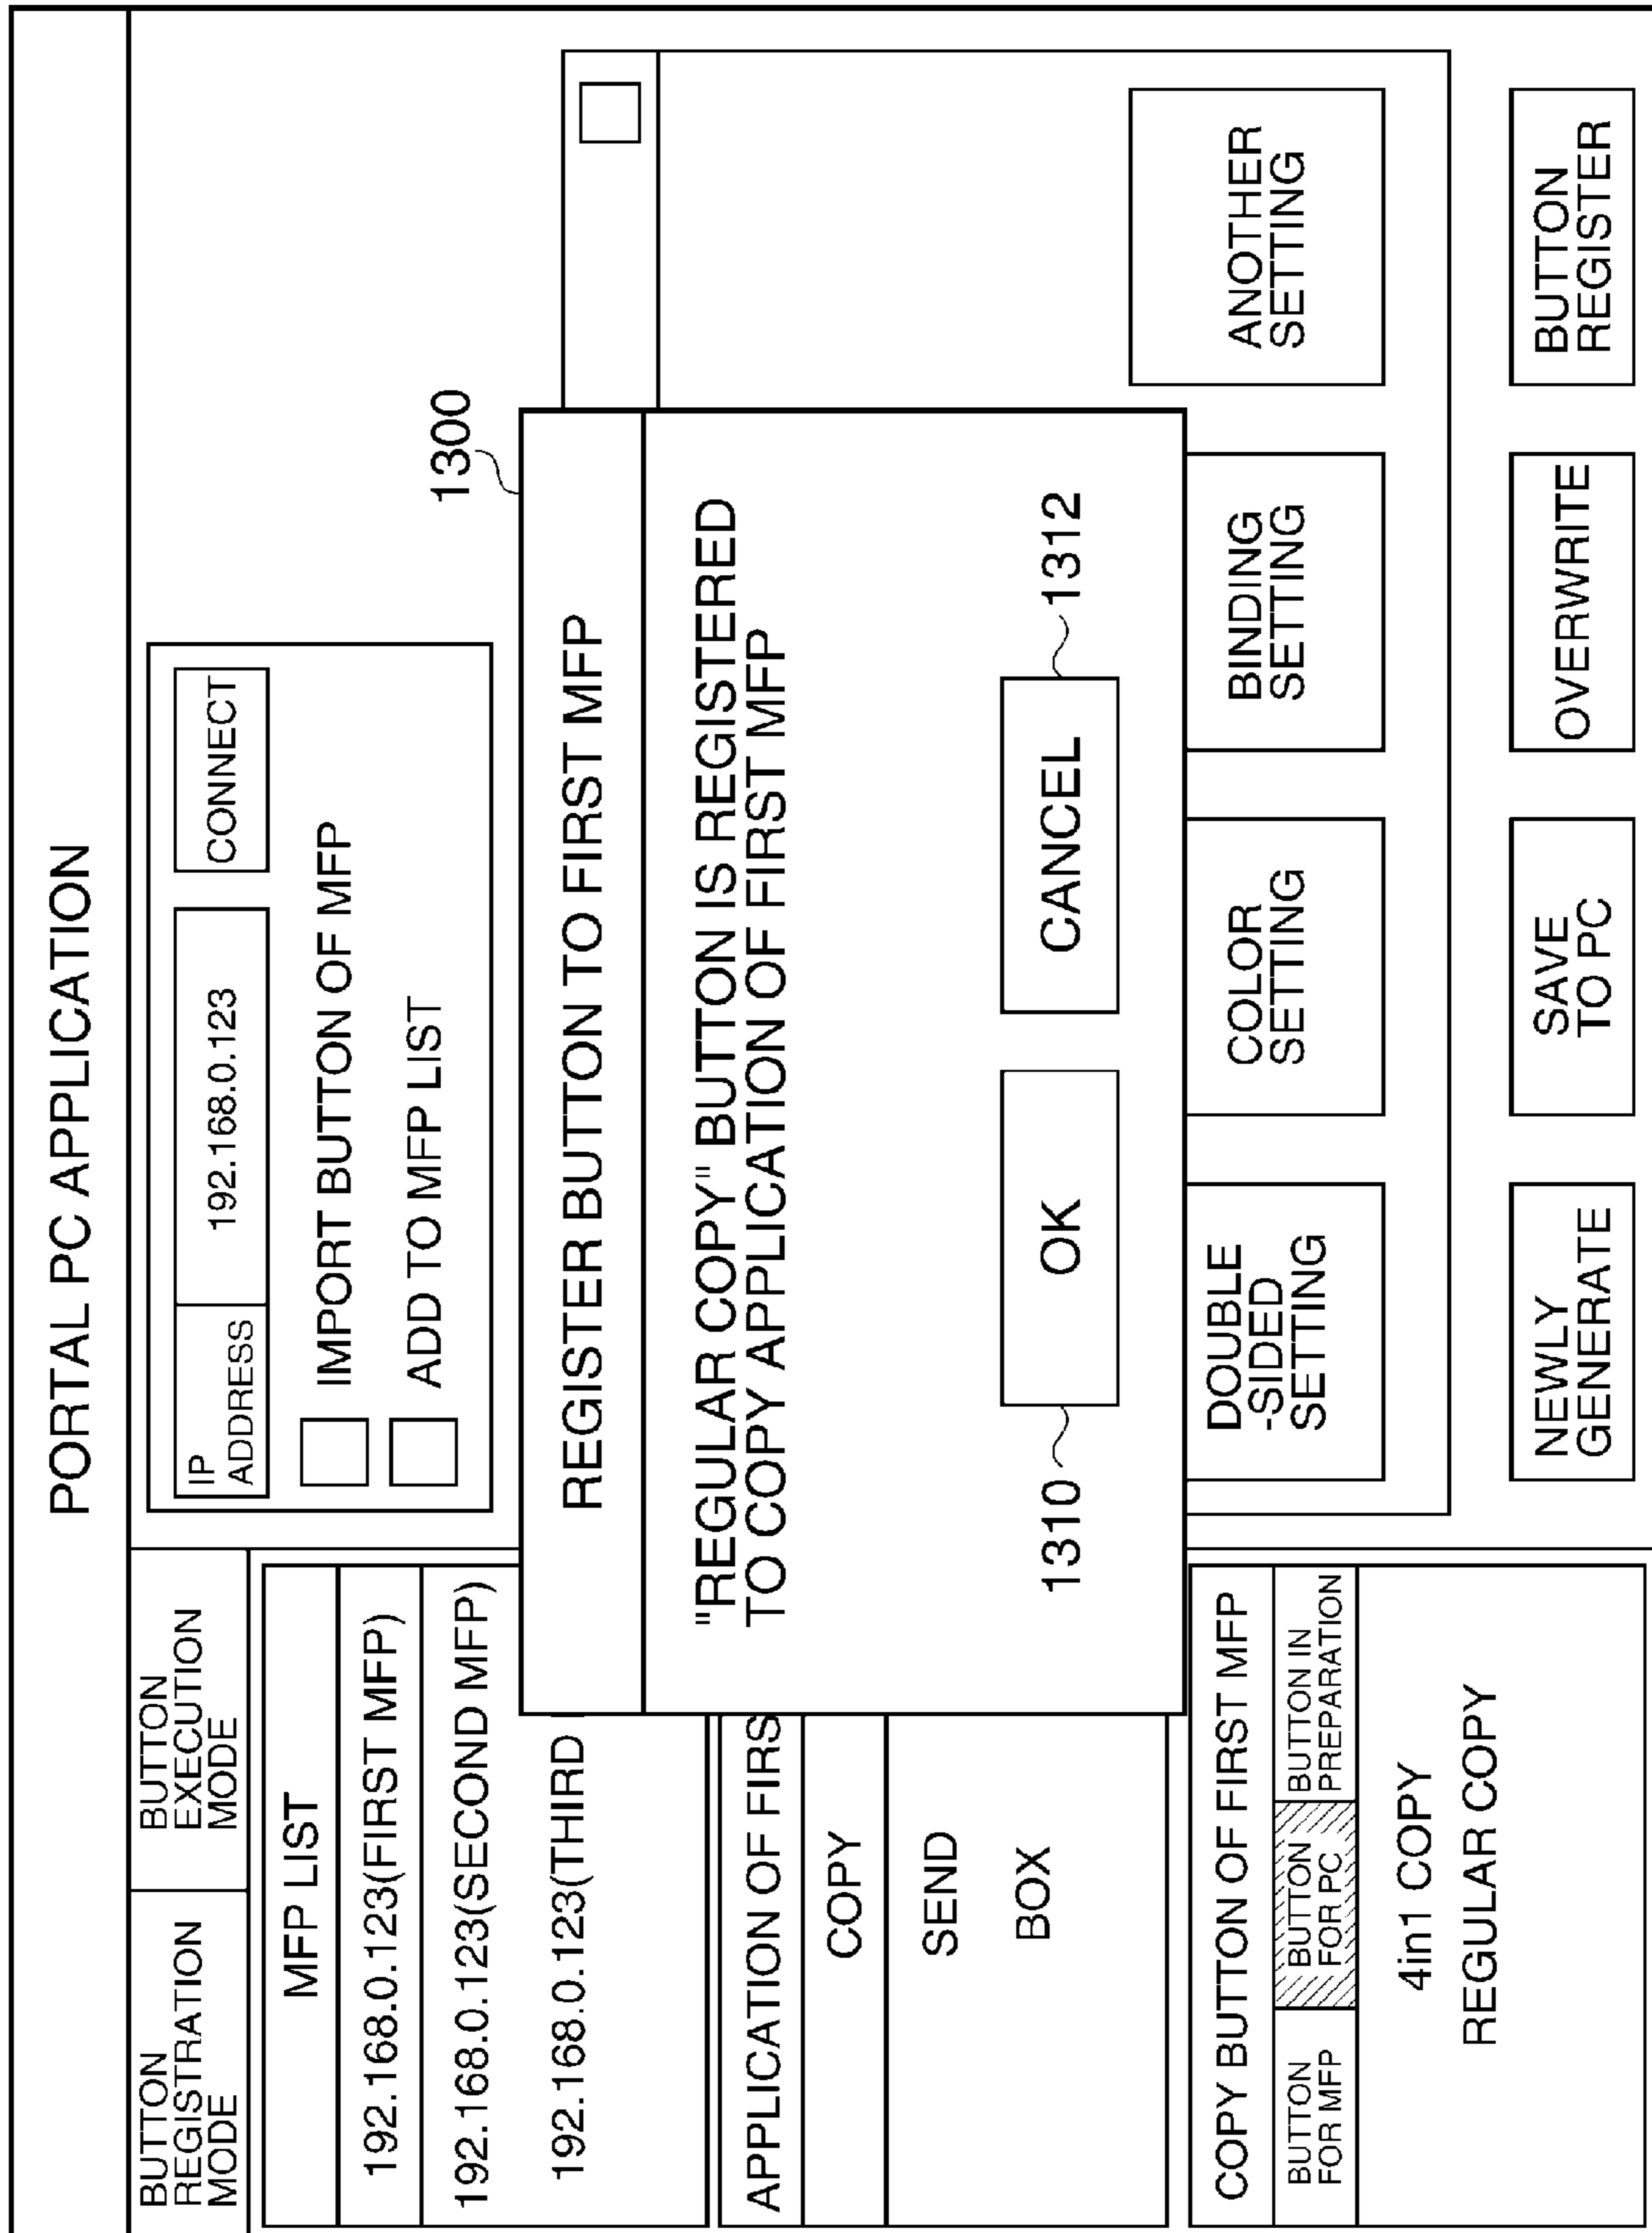 PORTAL PC APPLICATION
BUTTON
REGISTRATION
MODE
BUTTON
EXECUTION
MODE
MFP LIST
192.168.0.123(FIRST MFP)
192.168.0.123(SECOND MFP)
192.168.0.123(THIRD
APPLICATION OF FIRS
COPY
SEND
BOX
COPY BUTTON OF FIRST MFP
BUTTON
FOR MFP
BUTTON
FOR PC
BUTTON IN
PREPARATION
4in1 COPY
REGULAR COPY
IP
ADDRESS
192.168.0.123
CONNECT
IMPORT BUTTON OF MFP
ADD TO MFP LIST
1300
REGISTER BUTTON TO FIRST MFP
"REGULAR COPY" BUTTON IS REGISTERED
TO COPY APPLICATION OF FIRST MFP
1310
OK
CANCEL
1312
DOUBLE
-SIDED
SETTING
COLOR
SETTING
BINDING
SETTING
ANOTHER
SETTING
NEWLY
GENERATE
SAVE
TO PC
OVERWRITE
BUTTON
REGISTER